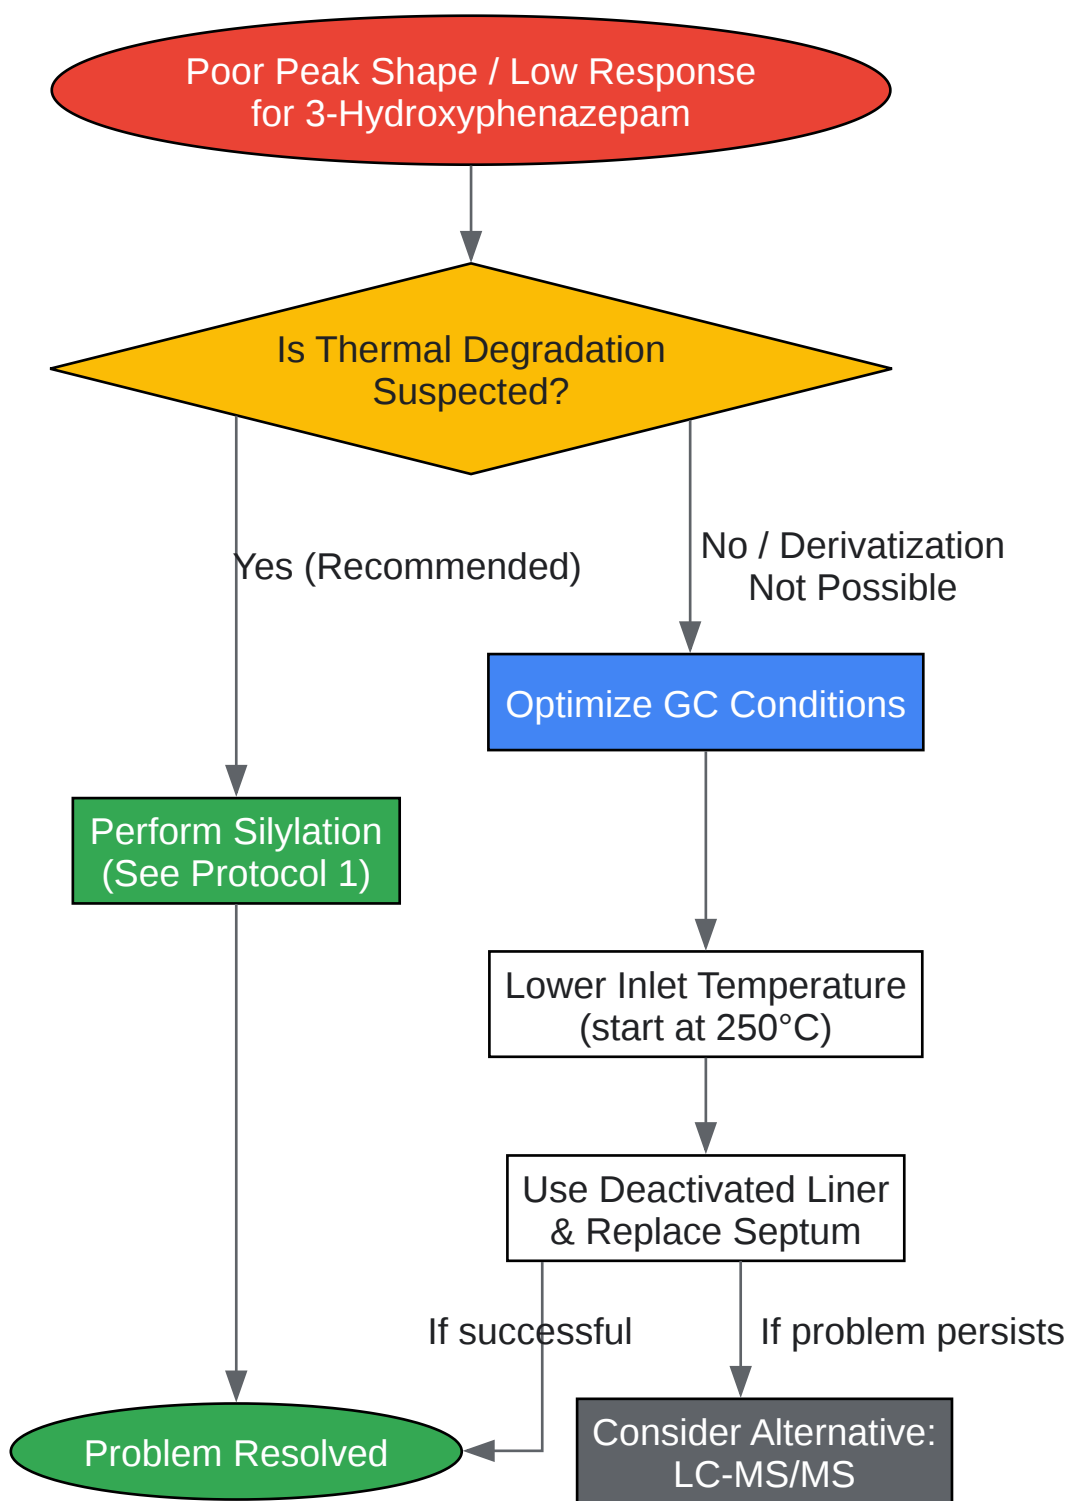 Poor Peak Shape / Low Response
for 3-Hydroxyphenazepam
Is Thermal Degradation
Suspected?
Yes (Recommended)
No / Derivatization
Not Possible
Optimize GC Conditions
Perform Silylation
(See Protocol 1)
Lower Inlet Temperature
(start at 250°C)
Use Deactivated Liner
& Replace Septum
If successful
If problem persists
Problem Resolved
Consider Alternative:
LC-MS/MS